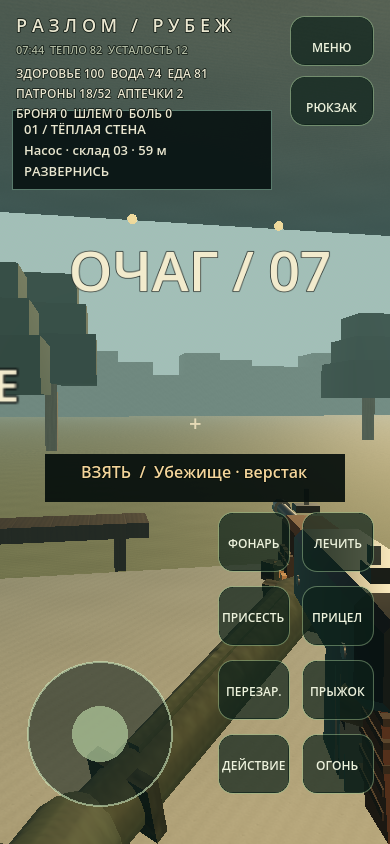 РАЗЛОМ / РУБЕЖ
07:44 ТЕПЛО 82 УСТАЛОСТЬ 12
ЗДОРОВЬЕ 100 ВОДА 74 ЕДА 81
ПАТРОНЫ 18/52 АПТЕЧКИ 2
БРОНЯ 0 ШЛЕМ 0 БОЛЬ 0
МЕНЮ
РЮКЗАК
01 / ТЁПЛАЯ СТЕНА
Насос · склад 03 · 59 м
РАЗВЕРНИСЬ
ОЧАГ / 07
Е
+
ВЗЯТЬ / Убежище · верстак
ФОНАРЬ
ЛЕЧИТЬ
ПРИСЕСТЬ
ПРИЦЕЛ
ПЕРЕЗАР.
ПРЫЖОК
ДЕЙСТВИЕ
ОГОНЬ